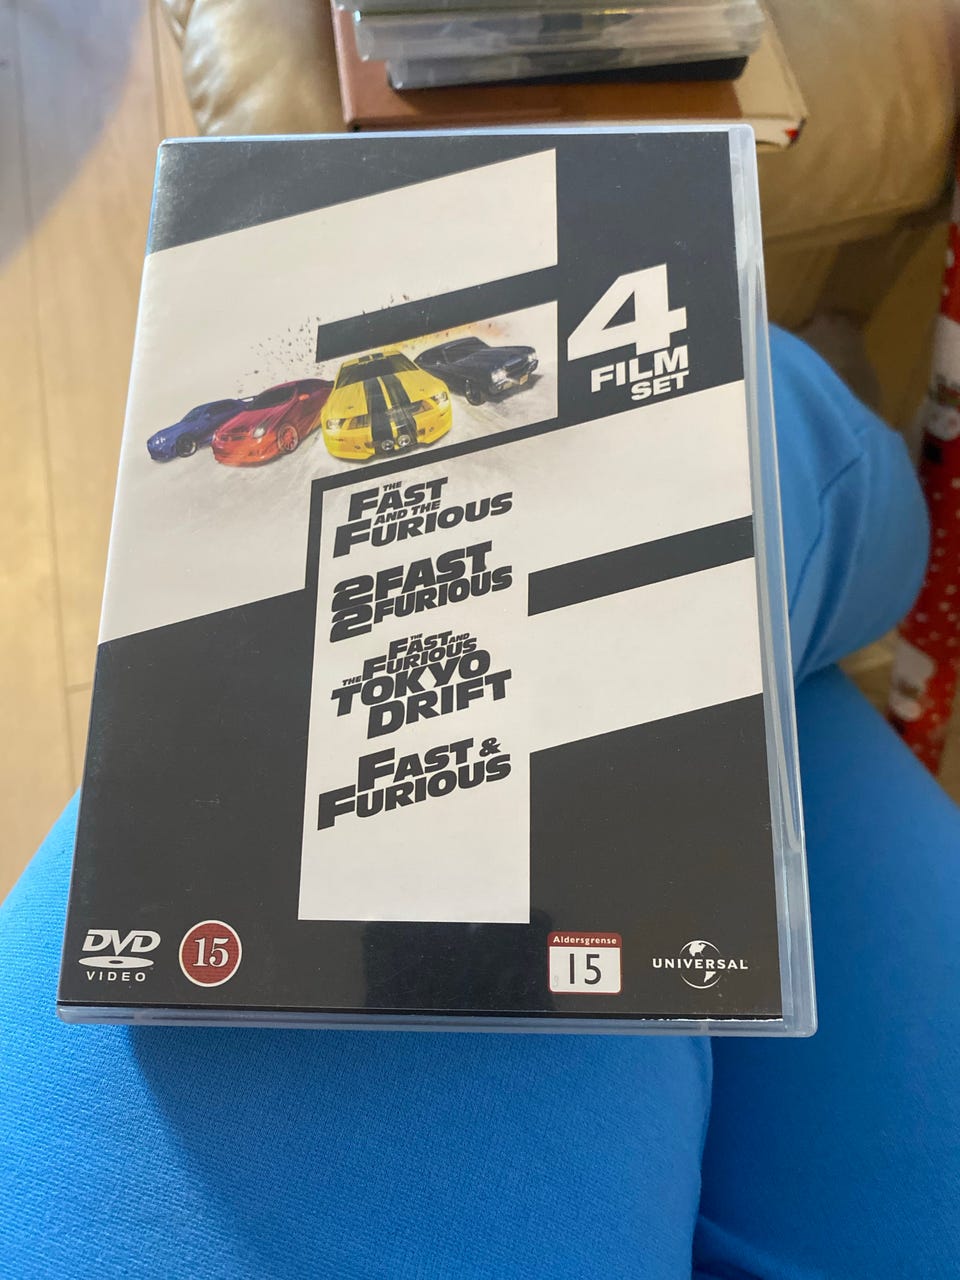 4
FILM
SET
THE
FAST
AND THE
FURIOUS
2FAST
2FURIOUS
THE
FAST AND
THE FURIOUS
TOKYO
DRIFT
FAST &
FURIOUS
DVD
VIDEO
15
Aldersgrense
15
UNIVERSAL